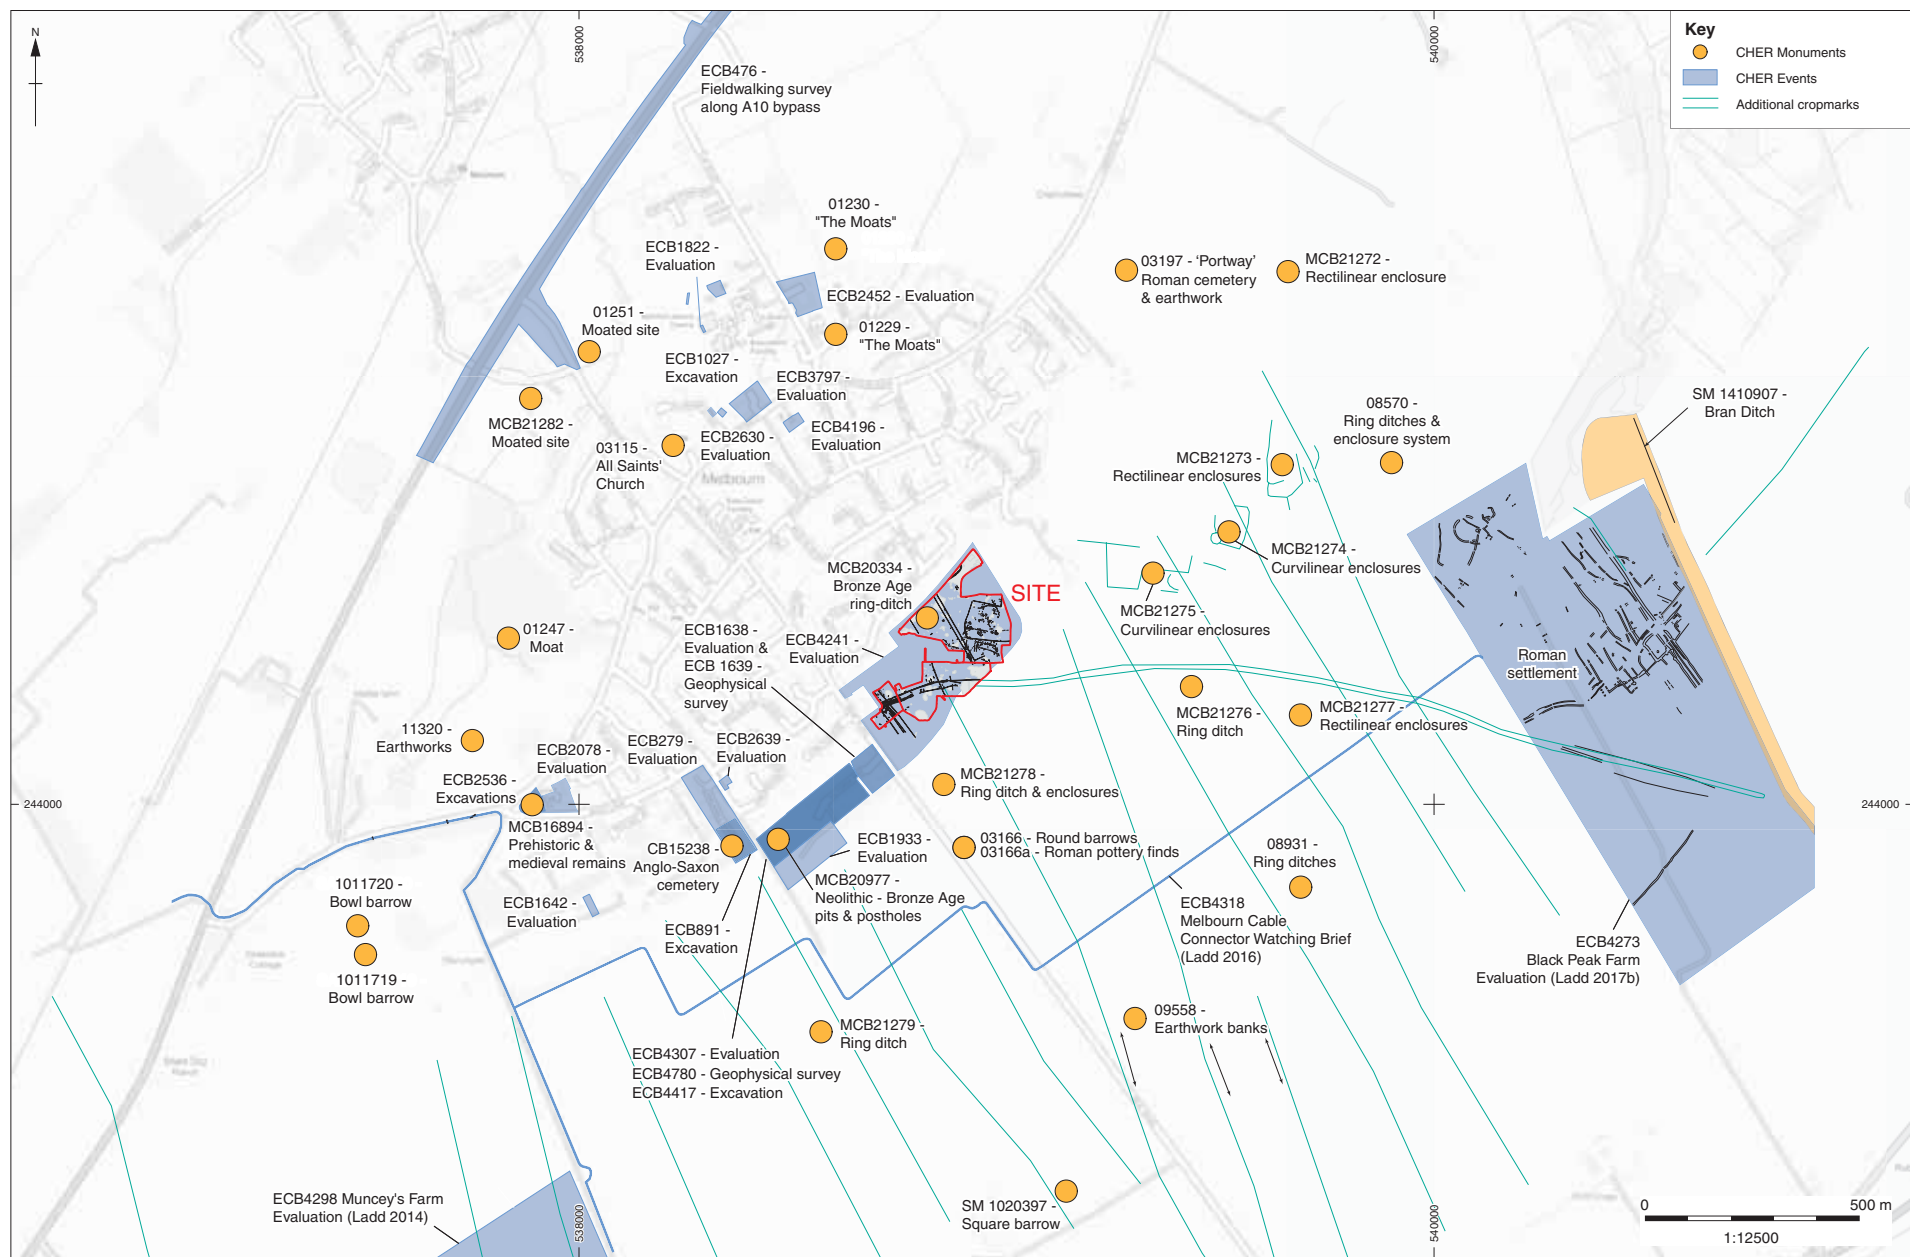 N
538000
540000
Key
CHER Monuments
CHER Events
Additional cropmarks
ECB476 -
Fieldwalking survey
along A10 bypass
01230 -
"The Moats"
ECB1822 -
Evaluation
ECB2452 - Evaluation
03197 - ‘Portway’
Roman cemetery
& earthwork
MCB21272 -
Rectilinear enclosure
01251 -
Moated site
01229 -
"The Moats"
ECB1027 -
Excavation
ECB3797 -
Evaluation
MCB21282 -
Moated site
ECB4196 -
Evaluation
ECB2630 -
Evaluation
03115 -
All Saints'
Church
Melbourn
08570 -
Ring ditches &
enclosure system
SM 1410907 -
Bran Ditch
MCB21273 -
Rectilinear enclosures
MCB21274 -
Curvilinear enclosures
MCB21275 -
Curvilinear enclosures
MCB20334 -
Bronze Age
ring-ditch
SITE
01247 -
Moat
ECB1638 -
Evaluation &
ECB 1639 -
Geophysical
survey
ECB4241 -
Evaluation
Roman
settlement
MCB21276 -
Ring ditch
MCB21277 -
Rectilinear enclosures
11320 -
Earthworks
ECB2078 -
Evaluation
ECB279 -
Evaluation
ECB2639 -
Evaluation
ECB2536 -
Excavations
MCB21278 -
Ring ditch & enclosures
244000
244000
MCB16894 -
Prehistoric &
medieval remains
CB15238 -
Anglo-Saxon
cemetery
ECB1933 -
Evaluation
03166 - Round barrows
03166a - Roman pottery finds
08931 -
Ring ditches
MCB20977 -
Neolithic - Bronze Age
pits & postholes
1011720 -
Bowl barrow
ECB1642 -
Evaluation
ECB891 -
Excavation
ECB4318
Melbourn Cable
Connector Watching Brief
(Ladd 2016)
ECB4273
Black Peak Farm
Evaluation (Ladd 2017b)
1011719 -
Bowl barrow
09558 -
Earthwork banks
MCB21279 -
Ring ditch
ECB4307 - Evaluation
ECB4780 - Geophysical survey
ECB4417 - Excavation
ECB4298 Muncey's Farm
Evaluation (Ladd 2014)
SM 1020397 -
Square barrow
538000
540000
0 500 m
1:12500